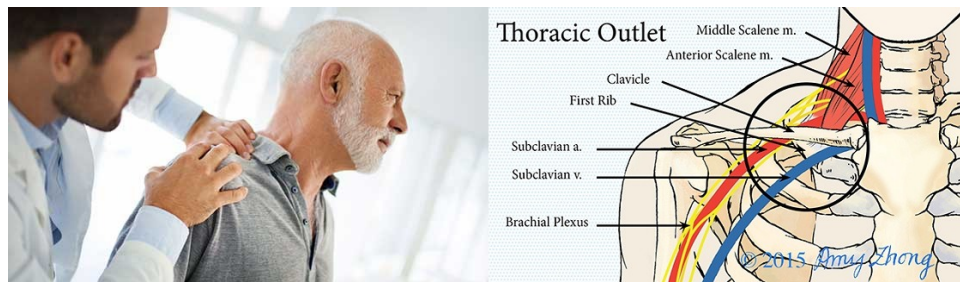 Thoracic Outlet
Middle Scalene m.
Anterior Scalene m.
Clavicle
First Rib
Subclavian a.
Subclavian v.
Brachial Plexus
© 2015 Amy Zhong